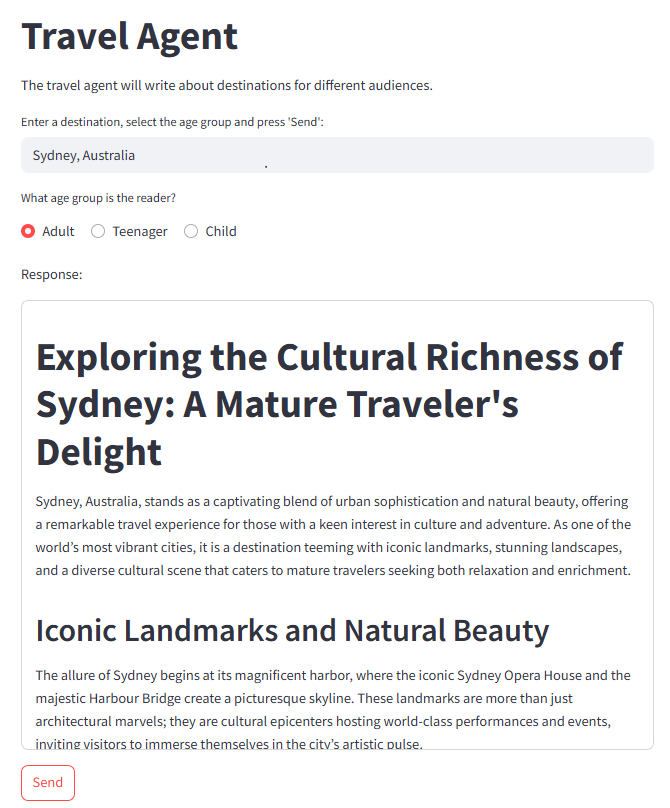 Travel Agent
The travel agent will write about destinations for different audiences.
Enter a destination, select the age group and press 'Send':
Sydney, Australia
What age group is the reader?
Adult Teenager Child
Response:
Exploring the Cultural Richness of
Sydney: A Mature Traveler's
Delight
Sydney, Australia, stands as a captivating blend of urban sophistication and natural beauty, offering
a remarkable travel experience for those with a keen interest in culture and adventure. As one of the
world’s most vibrant cities, it is a destination teeming with iconic landmarks, stunning landscapes,
and a diverse cultural scene that caters to mature travelers seeking both relaxation and enrichment.
Iconic Landmarks and Natural Beauty
The allure of Sydney begins at its magnificent harbor, where the iconic Sydney Opera House and the
majestic Harbour Bridge create a picturesque skyline. These landmarks are more than just
architectural marvels; they are cultural epicenters hosting world-class performances and events,
inviting visitors to immerse themselves in the city’s artistic pulse.
Send